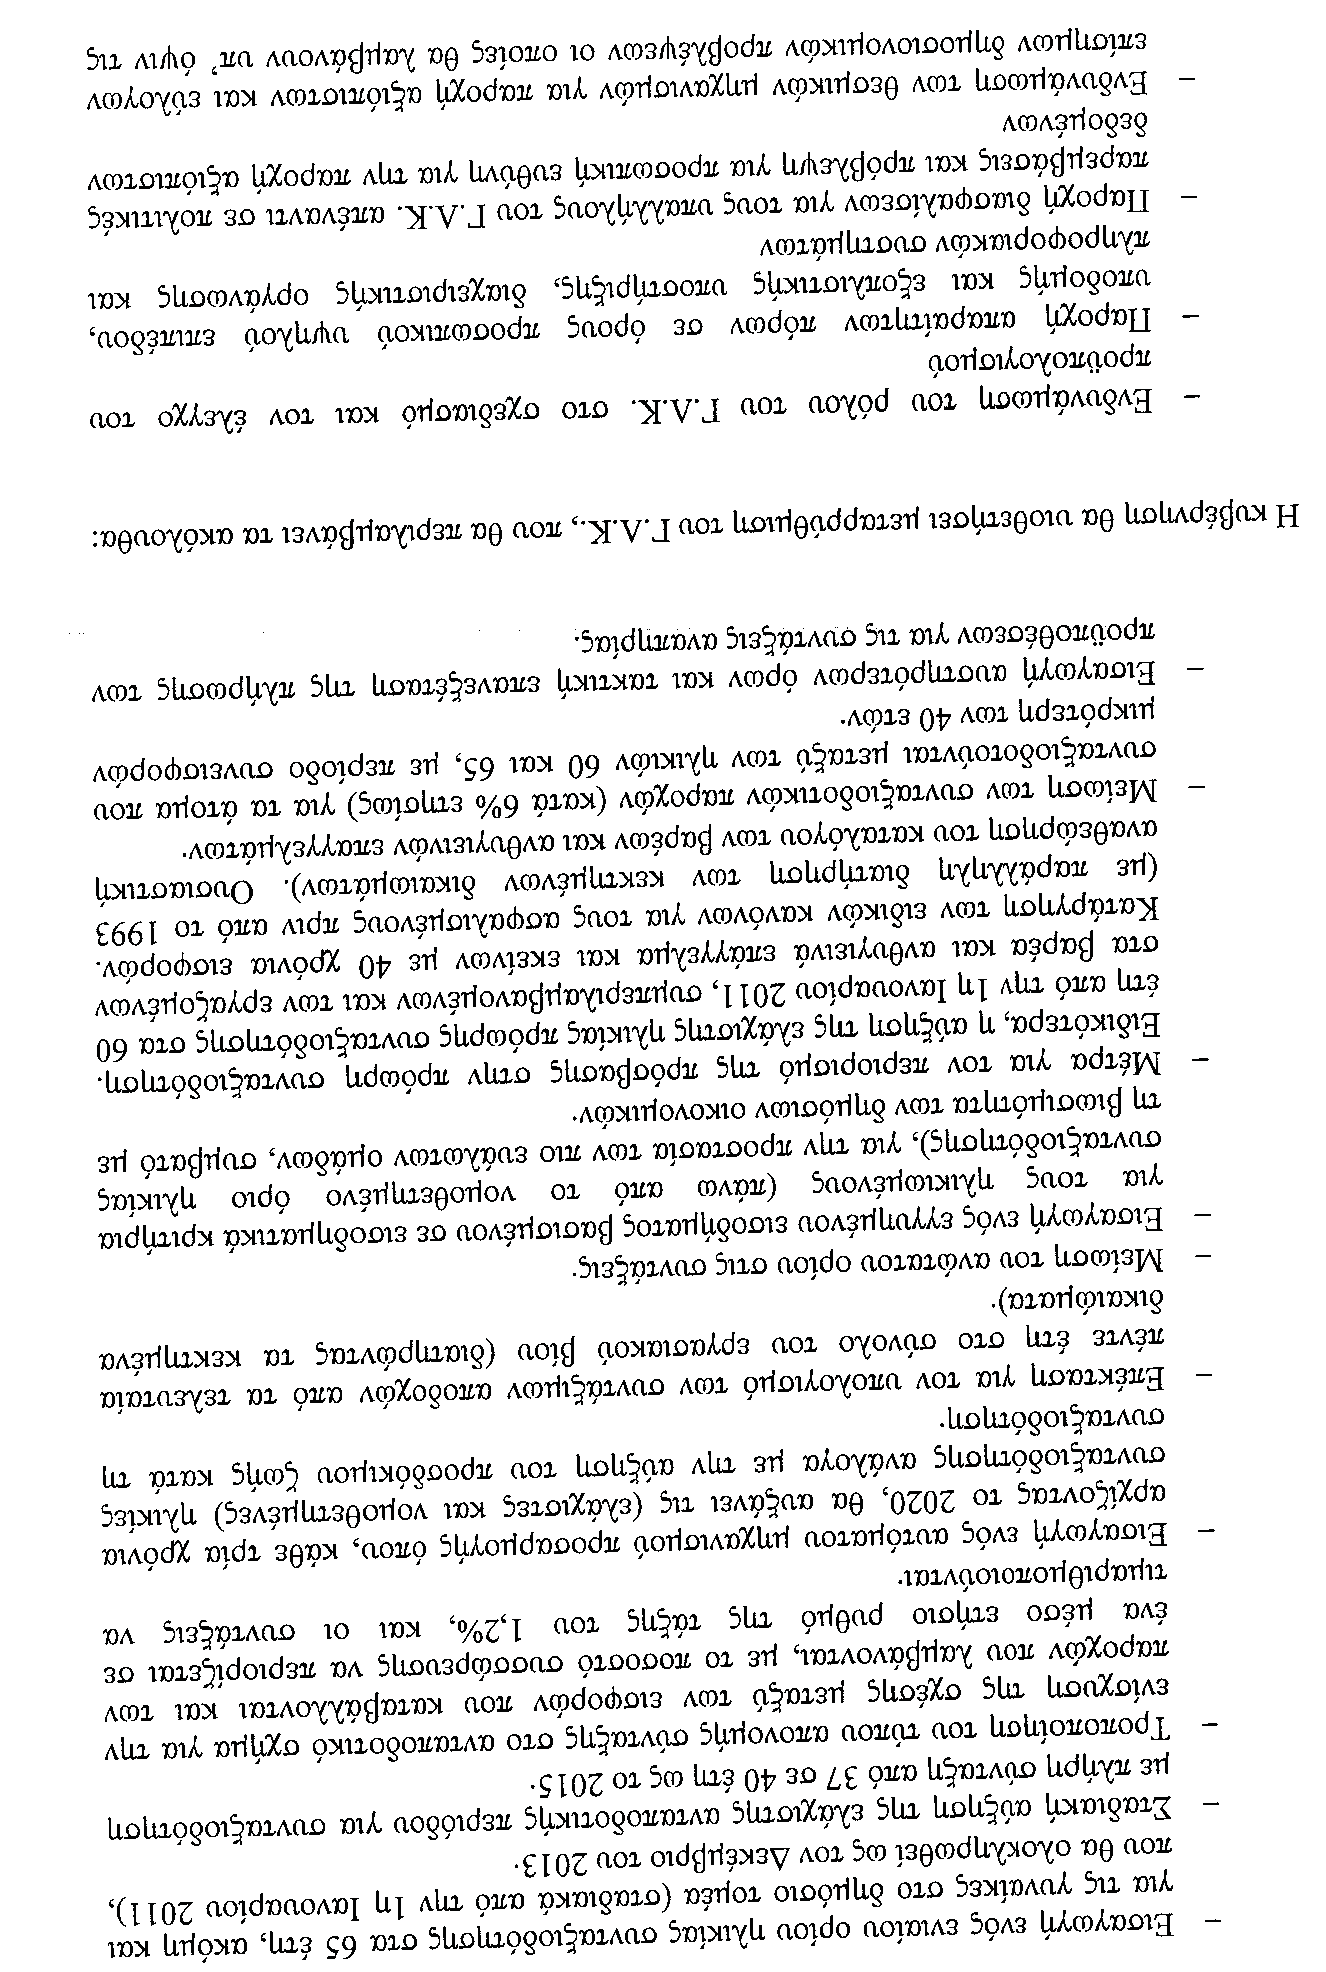 – Εισαγωγή ενός ενιαίου ορίου ηλικίας συνταξιοδότησης στα 65 έτη, ακόμη και
για τις γυναίκες στο δημόσιο τομέα (σταδιακά από την 1η Ιανουαρίου 2011),
που θα ολοκληρωθεί ως τον Δεκέμβριο του 2013.
– Σταδιακή αύξηση της ελάχιστης ανταποδοτικής περιόδου για συνταξιοδότηση
με πλήρη σύνταξη από 37 σε 40 έτη ως το 2015.
– Τροποποίηση του τύπου απονομής σύνταξης στο ανταποδοτικό σχήμα για την
ενίσχυση της σχέσης μεταξύ των εισφορών που καταβάλλονται και των
παροχών που λαμβάνονται, με το ποσοστό συσσώρευσης να περιορίζεται σε
ένα μέσο ετήσιο ρυθμό της τάξης του 1,2%, και οι συντάξεις να
τιμαριθμοποιούνται.
– Εισαγωγή ενός αυτόματου μηχανισμού προσαρμογής όπου, κάθε τρία χρόνια
αρχίζοντας το 2020, θα αυξάνει τις (ελάχιστες και νομοθετημένες) ηλικίες
συνταξιοδότησης ανάλογα με την αύξηση του προσδόκιμου ζωής κατά τη
συνταξιοδότηση.
– Επέκταση για τον υπολογισμό των συντάξιμων αποδοχών από τα τελευταία
πέντε έτη στο σύνολο του εργασιακού βίου (διατηρώντας τα κεκτημένα
δικαιώματα).
– Μείωση του ανώτατου ορίου στις συντάξεις.
– Εισαγωγή ενός εγγυημένου εισοδήματος βασισμένου σε εισοδηματικά κριτήρια
για τους ηλικιωμένους (πάνω από το νομοθετημένο όριο ηλικίας
συνταξιοδότησης), για την προστασία των πιο ευάλωτων ομάδων, συμβατό με
τη βιωσιμότητα των δημόσιων οικονομικών.
– Μέτρα για τον περιορισμό της πρόσβασης στην πρόωρη συνταξιοδότηση.
Ειδικότερα, η αύξηση της ελάχιστης ηλικίας πρόωρης συνταξιοδότησης στα 60
έτη από την 1η Ιανουαρίου 2011, συμπεριλαμβανομένων και των εργαζομένων
στα βαρέα και ανθυγιεινά επάγγελμα και εκείνων με 40 χρόνια εισφορών.
Κατάργηση των ειδικών κανόνων για τους ασφαλισμένους πριν από το 1993
(με παράλληλη διατήρηση των κεκτημένων δικαιωμάτων). Ουσιαστική
αναθεώρηση του καταλόγου των βαρέων και ανθυγιεινών επαγγελμάτων.
– Μείωση των συνταξιοδοτικών παροχών (κατά 6% ετησίως) για τα άτομα που
συνταξιοδοτούνται μεταξύ των ηλικιών 60 και 65, με περίοδο συνεισφορών
μικρότερη των 40 ετών.
– Εισαγωγή αυστηρότερων όρων και τακτική επανεξέταση της πλήρωσης των
προϋποθέσεων για τις συντάξεις αναπηρίας.
Η κυβέρνηση θα υιοθετήσει μεταρρύθμιση του Γ.Λ.Κ., που θα περιλαμβάνει τα ακόλουθα:
– Ενδυνάμωση του ρόλου του Γ.Λ.Κ. στο σχεδιασμό και τον έλεγχο του
προϋπολογισμού
– Παροχή απαραίτητων πόρων σε όρους προσωπικού υψηλού επιπέδου,
υποδομής και εξοπλιστικής υποστήριξης, διαχειριστικής οργάνωσης και
πληροφοριακών συστημάτων
– Παροχή διασφαλίσεων για τους υπαλλήλους του Γ.Λ.Κ. απέναντι σε πολιτικές
παρεμβάσεις και πρόβλεψη για προσωπική ευθύνη για την παροχή αξιόπιστων
δεδομένων
– Ενδυνάμωση των θεσμικών μηχανισμών για παροχή αξιόπιστων και εύλογων
επίσημων δημοσιονομικών προβλέψεων οι οποίες θα λαμβάνουν υπ' όψιν τις